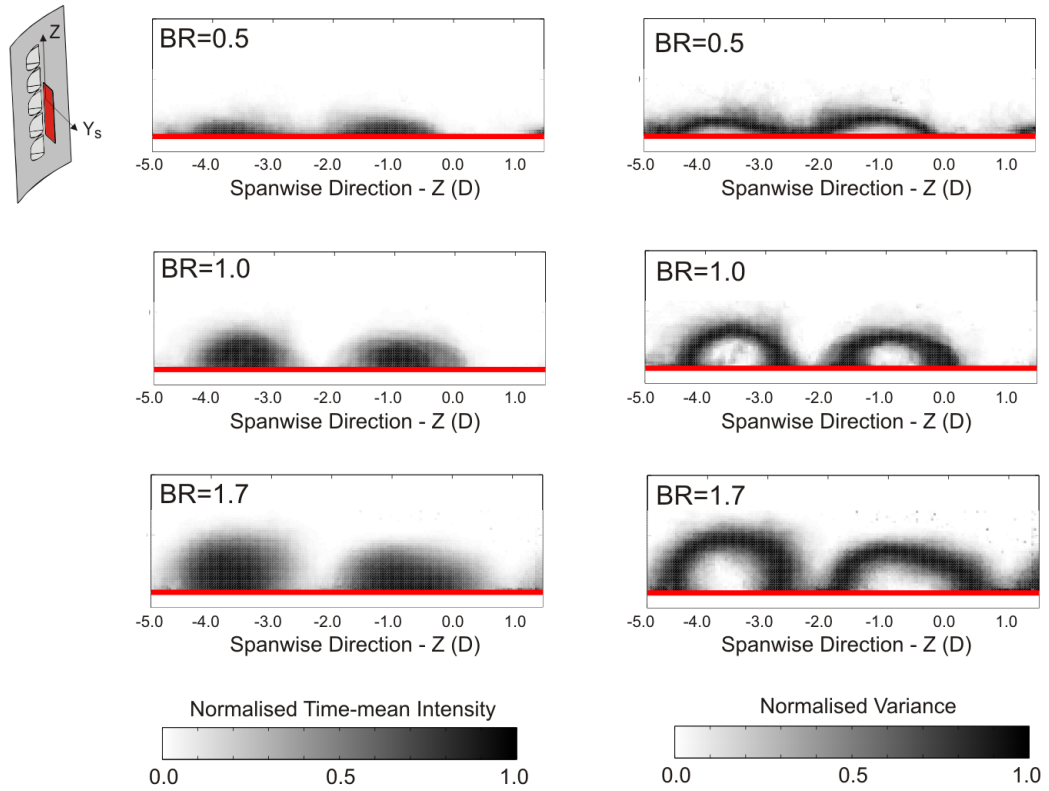 Z
Y_s
BR=0.5
-5.0 -4.0 -3.0 -2.0 -1.0 0.0 1.0
Spanwise Direction - Z (D)
BR=0.5
-5.0 -4.0 -3.0 -2.0 -1.0 0.0 1.0
Spanwise Direction - Z (D)
BR=1.0
-5.0 -4.0 -3.0 -2.0 -1.0 0.0 1.0
Spanwise Direction - Z (D)
BR=1.0
-5.0 -4.0 -3.0 -2.0 -1.0 0.0 1.0
Spanwise Direction - Z (D)
BR=1.7
-5.0 -4.0 -3.0 -2.0 -1.0 0.0 1.0
Spanwise Direction - Z (D)
BR=1.7
-5.0 -4.0 -3.0 -2.0 -1.0 0.0 1.0
Spanwise Direction - Z (D)
Normalised Time-mean Intensity
0.0 0.5 1.0
Normalised Variance
0.0 0.5 1.0